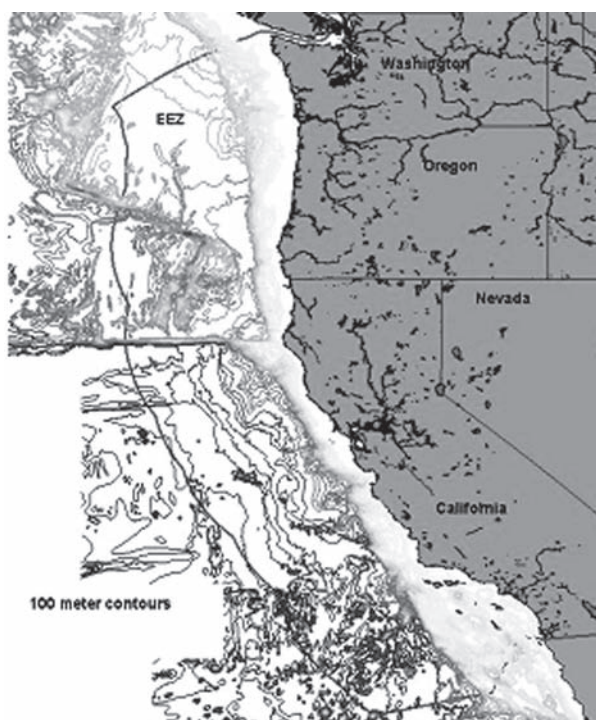 Washington
EEZ
Oregon
Nevada
California
100 meter contours